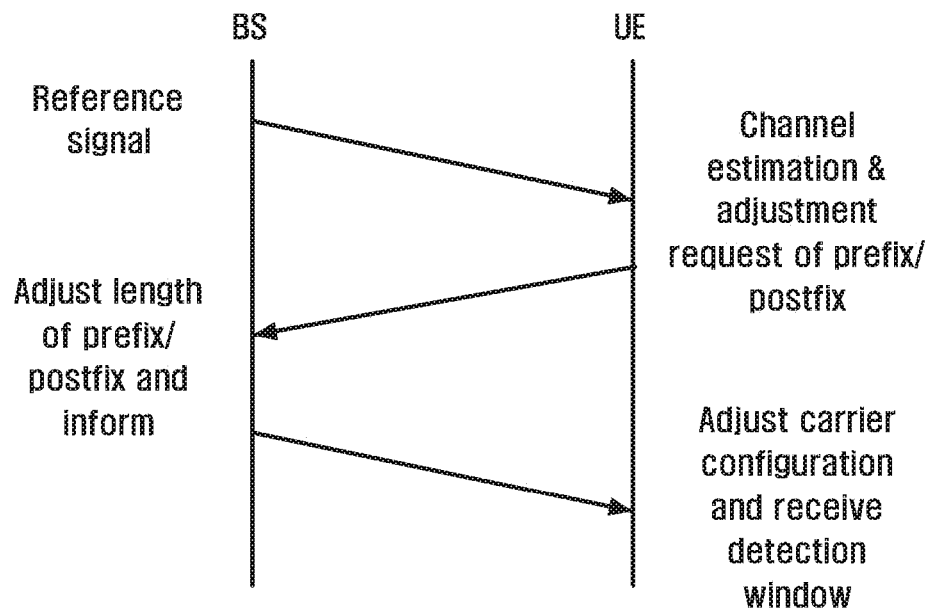 BS
UE
Reference
signal
Channel
estimation &
adjustment
request of prefix/
postfix
Adjust length
of prefix/
postfix and
inform
Adjust carrier
configuration
and receive
detection
window